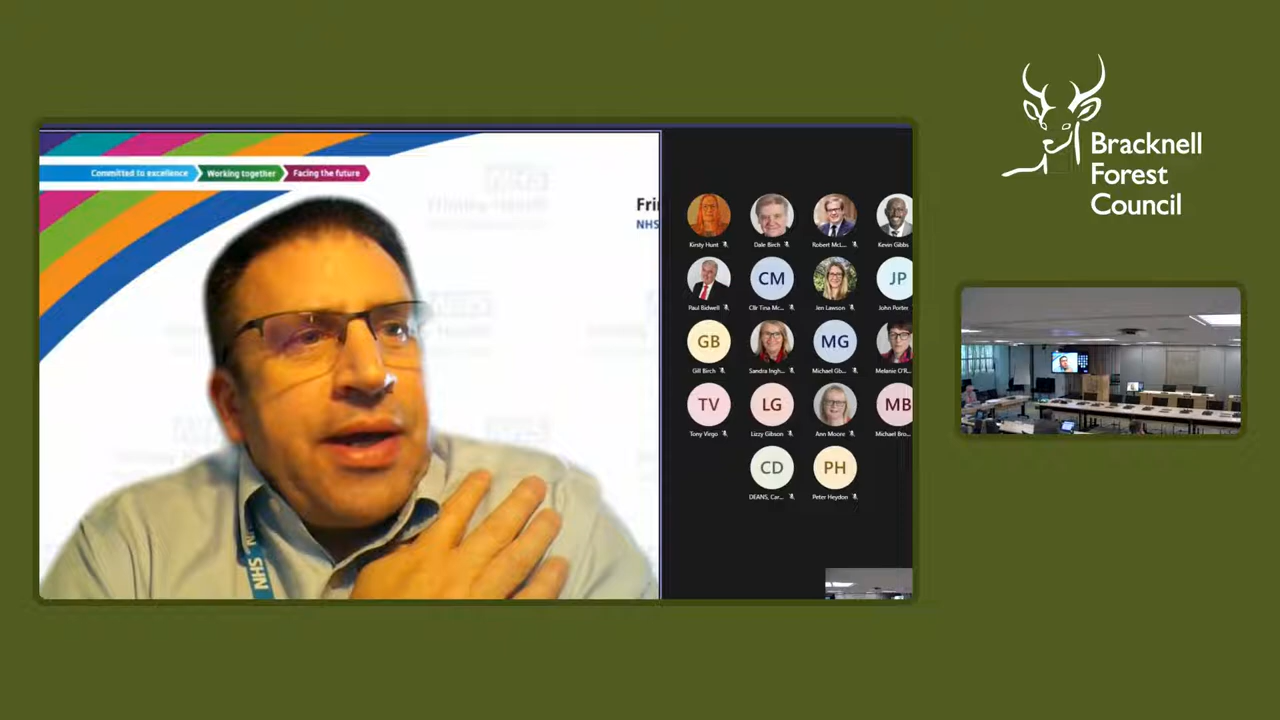 Committed to excellence
Working together
Facing the future
Fri
NHS
NHS
Kirsty Hunt
Dale Birch
Robert McL...
Kevin Gibbs
Paul Bidwell
CM
Cllr Tina Mc...
Jen Lawson
JP
John Porter
GB
Gill Birch
Sandra Ingh...
MG
Michael Gb...
Melanie O'R...
TV
Tony Virgo
LG
Lizzy Gibson
Ann Moore
MB
Michael Bro...
CD
DEANS, Car...
PH
Peter Heydon
Bracknell
Forest
Council